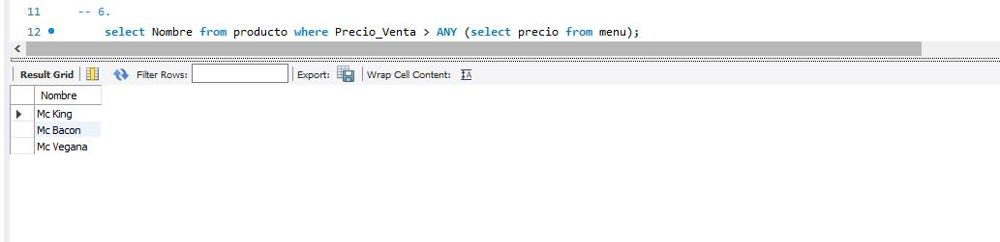 11 -- 6.
12 select Nombre from producto where Precio_Venta > ANY (select precio from menu);
Result Grid Filter Rows: Export: Wrap Cell Content: IA
Nombre
Mc King
Mc Bacon
Mc Vegana